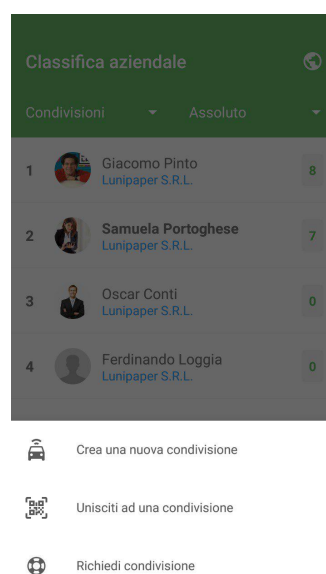 Classifica aziendale
Condivisioni Assoluto
1 Giacomo Pinto 8
Lunipaper S.R.L.
2 Samuela Portoghese 7
Lunipaper S.R.L.
3 Oscar Conti 0
Lunipaper S.R.L.
4 Ferdinando Loggia 0
Lunipaper S.R.L.
Crea una nuova condivisione
Unisciti ad una condivisione
Richiedi condivisione